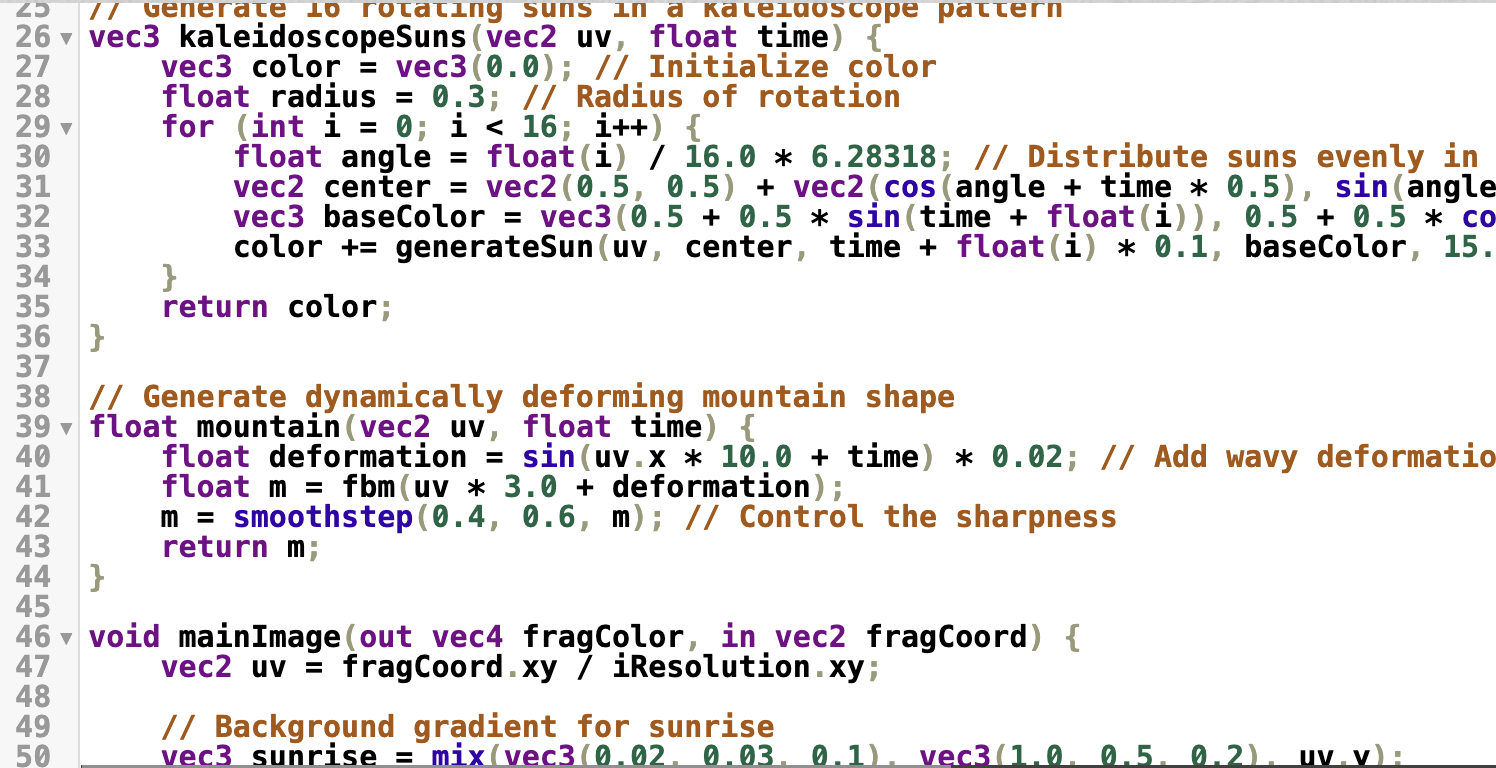 25 // Generate 16 rotating suns in a kaleidoscope pattern
26 vec3 kaleidoscopeSuns(vec2 uv, float time) {
27     vec3 color = vec3(0.0); // Initialize color
28     float radius = 0.3; // Radius of rotation
29     for (int i = 0; i < 16; i++) {
30         float angle = float(i) / 16.0 * 6.28318; // Distribute suns evenly in
31         vec2 center = vec2(0.5, 0.5) + vec2(cos(angle + time * 0.5), sin(angle
32         vec3 baseColor = vec3(0.5 + 0.5 * sin(time + float(i)), 0.5 + 0.5 * co
33         color += generateSun(uv, center, time + float(i) * 0.1, baseColor, 15.
34     }
35     return color;
36 }
37
38 // Generate dynamically deforming mountain shape
39 float mountain(vec2 uv, float time) {
40     float deformation = sin(uv.x * 10.0 + time) * 0.02; // Add wavy deformatio
41     float m = fbm(uv * 3.0 + deformation);
42     m = smoothstep(0.4, 0.6, m); // Control the sharpness
43     return m;
44 }
45
46 void mainImage(out vec4 fragColor, in vec2 fragCoord) {
47     vec2 uv = fragCoord.xy / iResolution.xy;
48
49     // Background gradient for sunrise
50     vec3 sunrise = mix(vec3(0.02, 0.03, 0.1), vec3(1.0, 0.5, 0.2), uv.y);